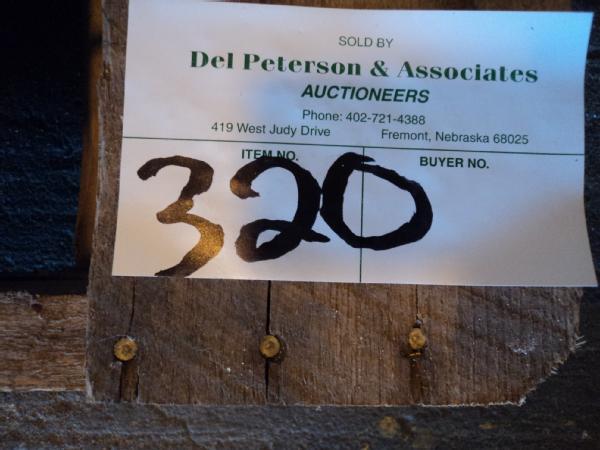 SOLD BY
Del Peterson & Associates
AUCTIONEERS
Phone: 402-721-4388
419 West Judy Drive Fremont, Nebraska 68025
ITEM NO. BUYER NO.
320